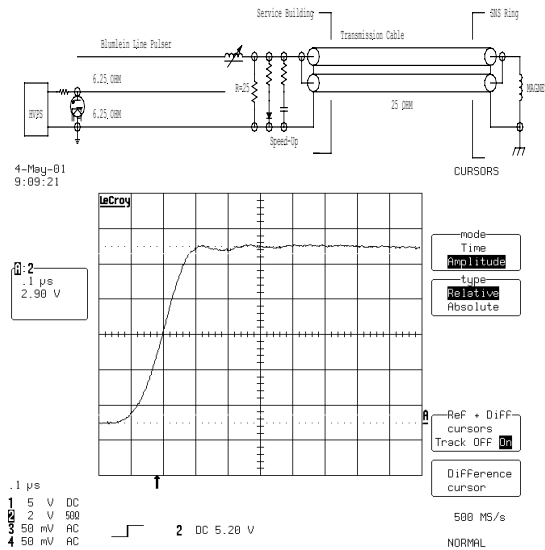 Service Building
SNS Ring
Transmission Cable
Blumlein Line Pulser
6.25 OHM
R=25
MAGNE
HVPS
6.25 OHM
25 OHM
Speed-Up
4-May-01
9:09:21
CURSORS
LeCroy
mode
Time
Amplitude
A:2
.1 µs
2.90 V
type
Relative
Absolute
A
Ref + Diff
cursors
Track Off On
Difference
cursor
.1 µs
1 5 V DC
2 2 V 50Ω
3 50 mV AC
4 50 mV AC
2 DC 5.20 V
500 MS/s
NORMAL